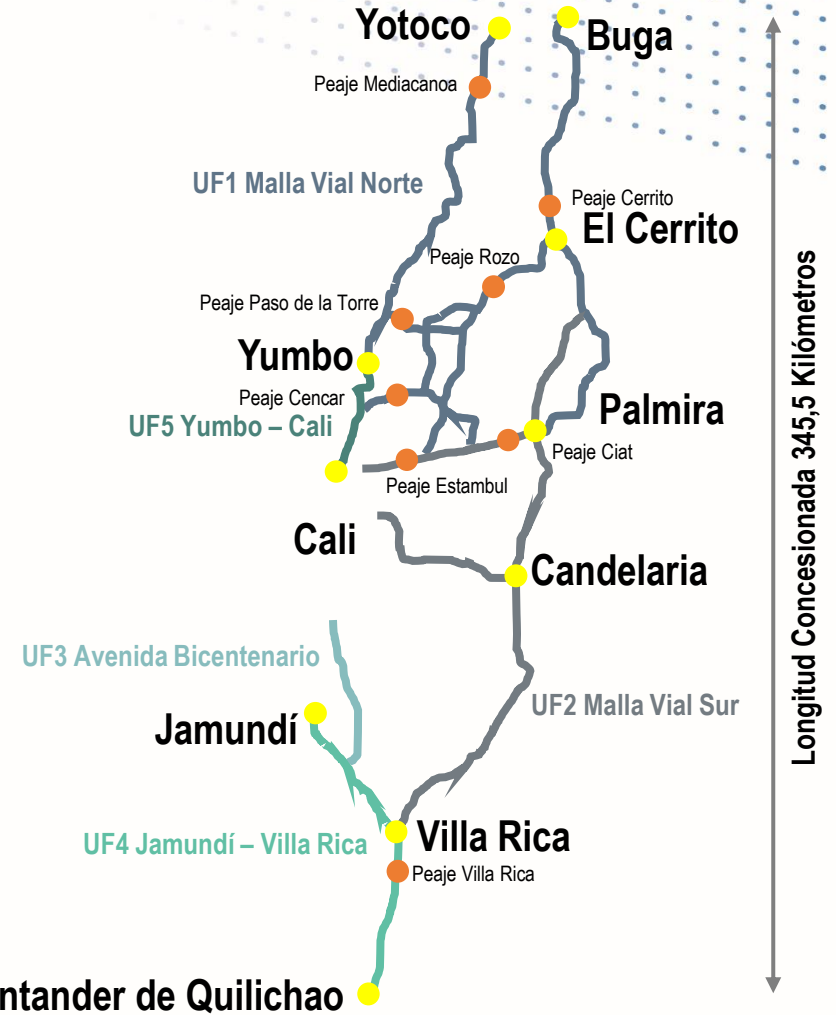 Yotoco
Buga
Peaje Mediacanoa
UF1 Malla Vial Norte
Peaje Cerrito
El Cerrito
Peaje Rozo
Peaje Paso de la Torre
Yumbo
Peaje Cencar
UF5 Yumbo – Cali
Palmira
Peaje Ciat
Peaje Estambul
Cali
Candelaria
UF3 Avenida Bicentenario
UF2 Malla Vial Sur
Jamundí
UF4 Jamundí – Villa Rica
Villa Rica
Peaje Villa Rica
ntander de Quilichao
Longitud Concesionada 345,5 Kilómetros